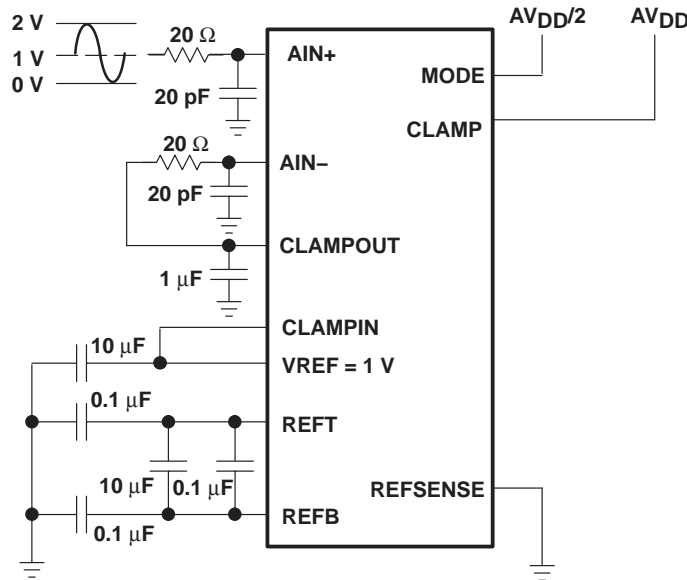 AVDD/2
AVDD
2 V
1 V
0 V
20 Ω
AIN+
20 pF
MODE
CLAMP
20 Ω
AIN–
20 pF
CLAMPOUT
1 μF
CLAMPIN
10 μF
VREF = 1 V
0.1 μF
REFT
10 μF
0.1 μF
REFSENSE
REFB
0.1 μF